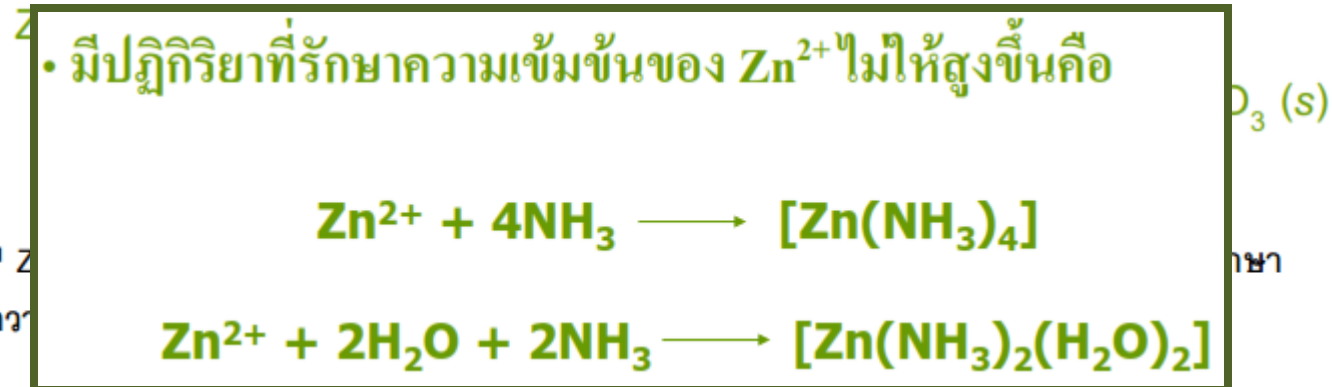 • มีปฏิกิริยาที่รักษาความเข้มข้นของ Zn²⁺ ไม่ให้สูงขึ้นคือ
O₃ (s)
Zn²⁺ + 4NH₃ ⟶ [Zn(NH₃)₄]
Zn²⁺ + 2H₂O + 2NH₃ ⟶ [Zn(NH₃)₂(H₂O)₂]